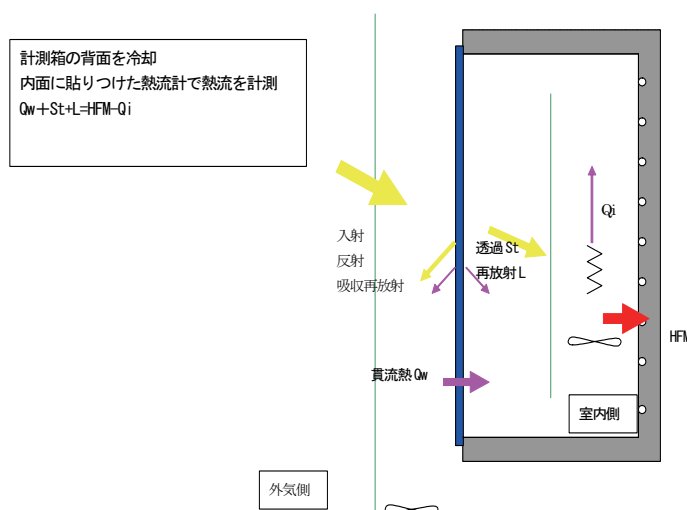 計測箱の背面を冷却
内面に貼りつけた熱流計で熱流を計測
Qw＋St+L=HFM-Qi
入射
反射
吸収再放射
透過St
再放射L
Qi
HFM
貫流熱Qw
室内側
外気側